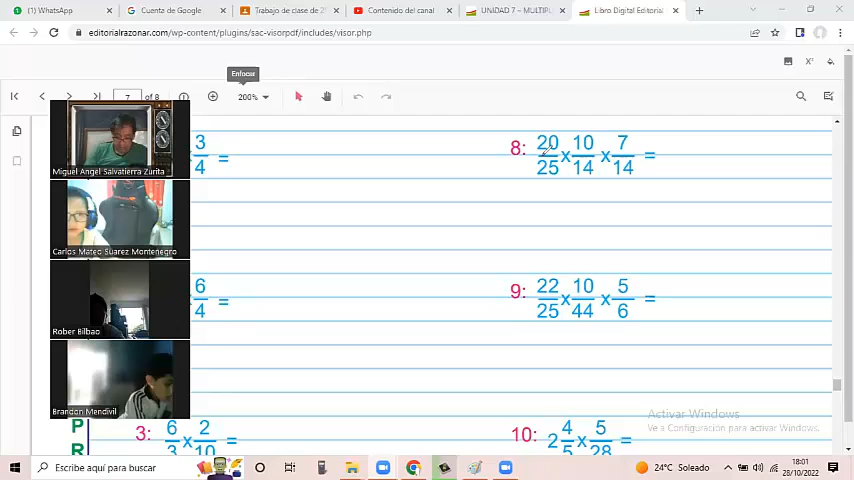 (1) WhatsApp
Cuenta de Google
Trabajo de clase de 2
Contenido del canal
UNIDAD 7 – MULTIPL
Libro Digital Editorial
editorialrazonar.com/wp-content/plugins/sac-visorpdf/includes/visor.php
Enfocar
7 of 8
200%
3/4 =
8: 20/25 x 10/14 x 7/14 =
Miguel Angel Salvatierra Zurita
Carlos Mateo Suarez Montenegro
6/4 =
9: 22/25 x 10/44 x 5/6 =
Rober Bilbao
Brandon Mendivil
Activar Windows
Ve a Configuración para activar Windows.
P
R
3: 6/3 x 2/10 =
10: 2 4/5 x 5/28 =
Escribe aquí para buscar
24°C Soleado
18:01
28/10/2022